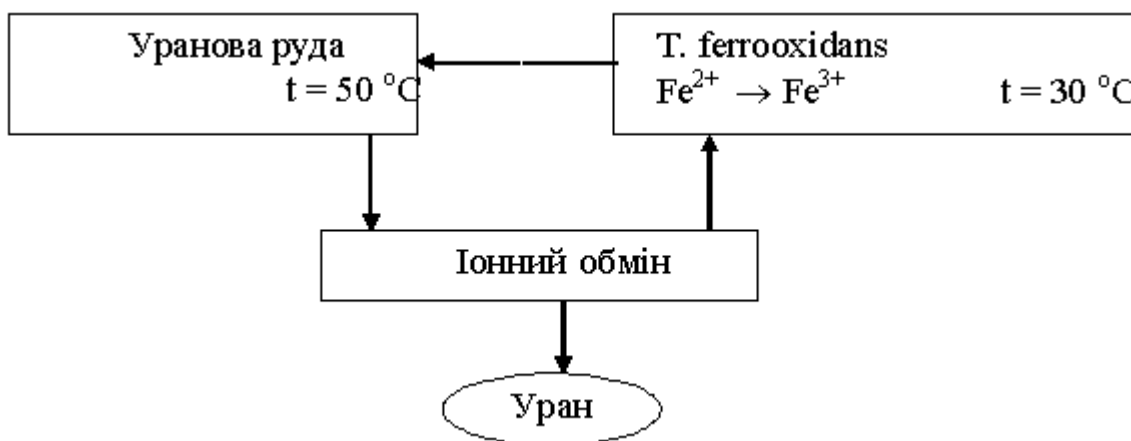 Уранова руда
t = 50 °C
T. ferrooxidans
Fe²⁺ → Fe³⁺ t = 30 °C
Іонний обмін
Уран